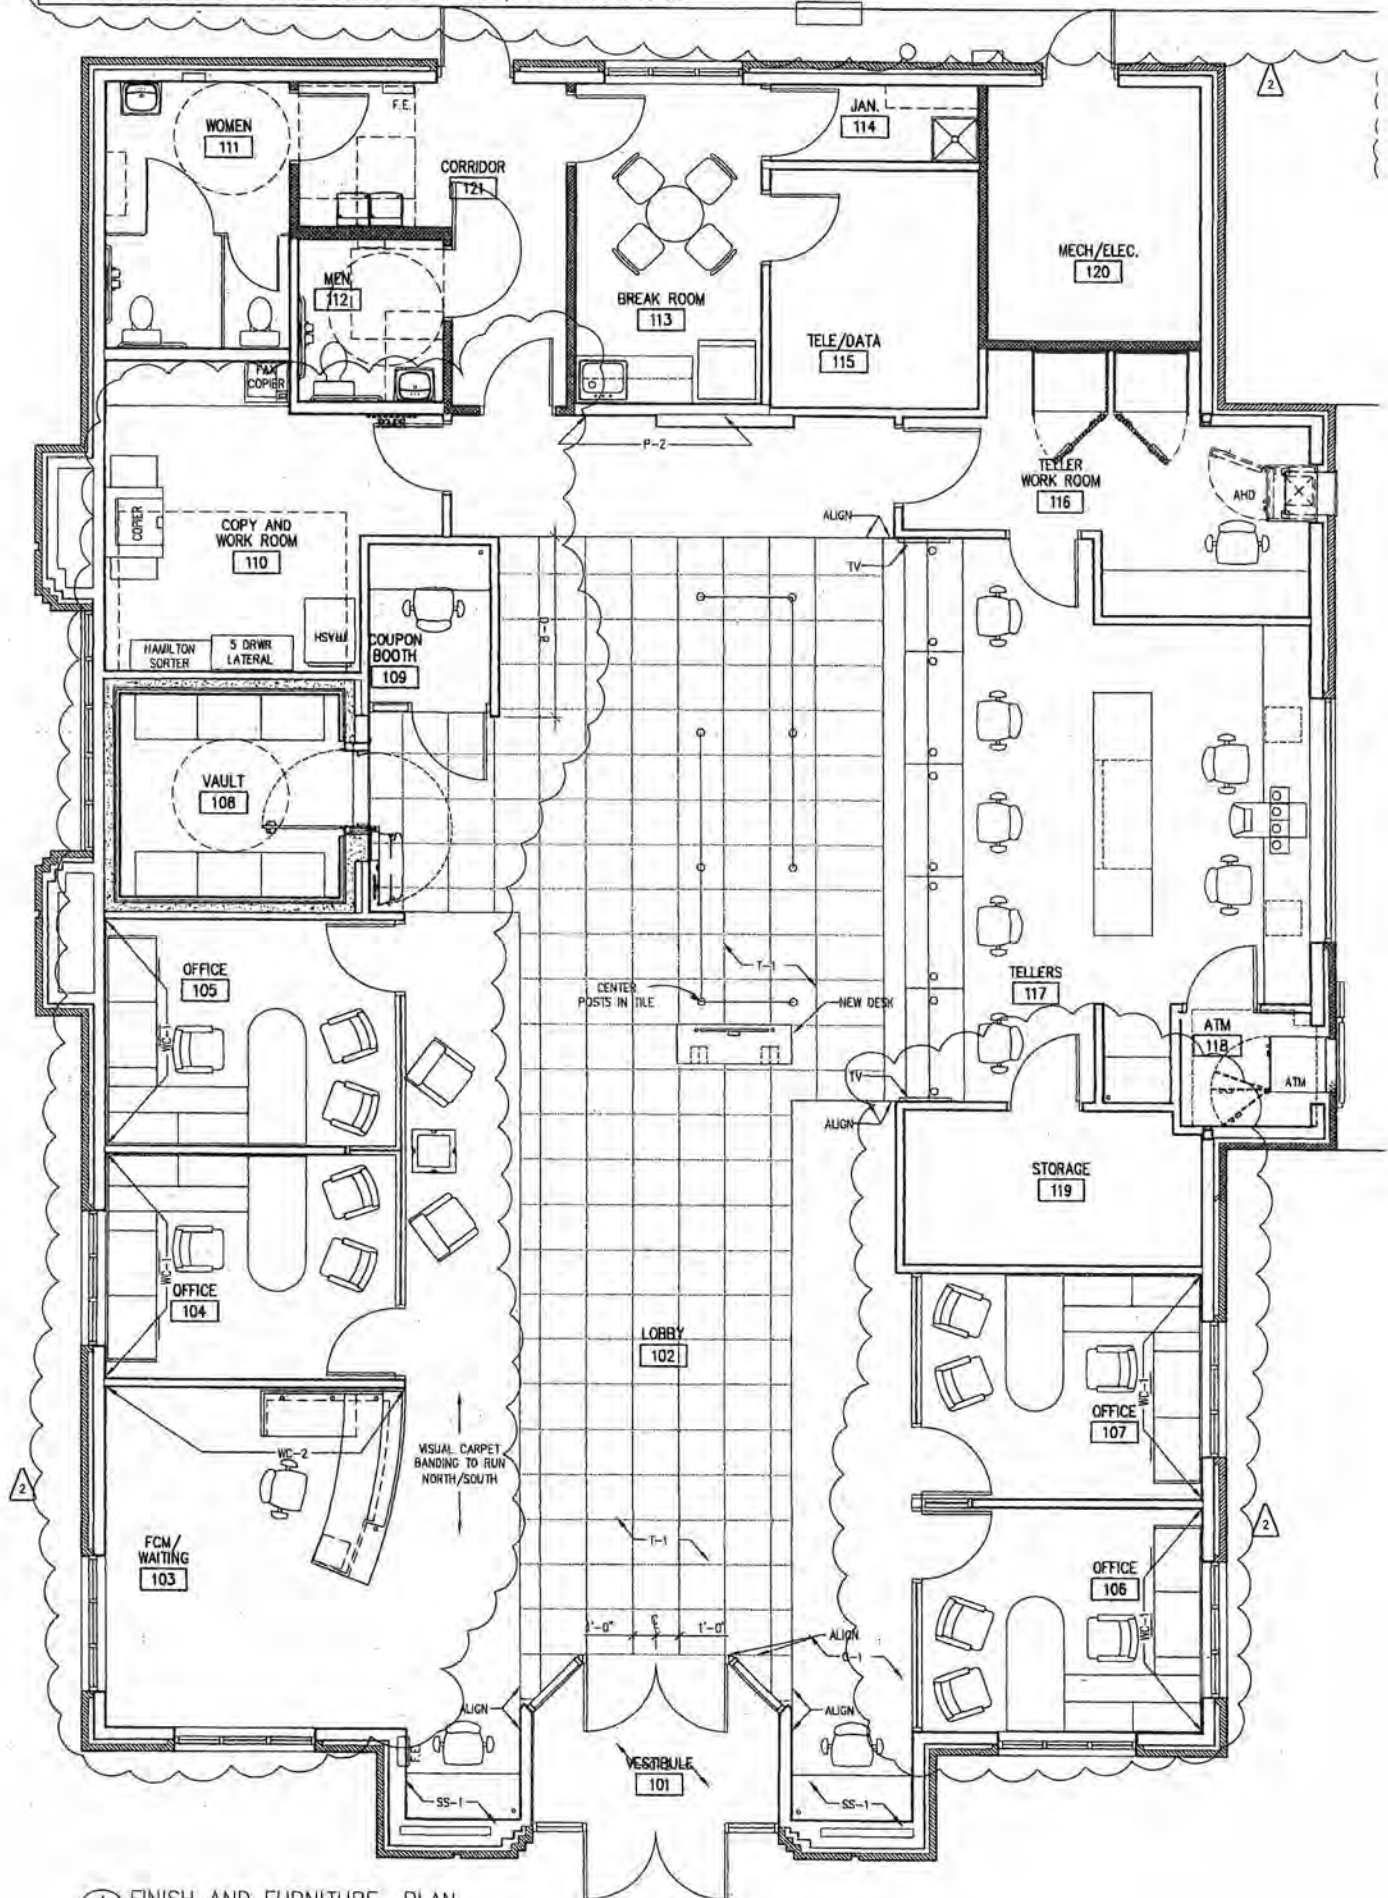 2
WOMEN
111
F.E.
CORRIDOR
121
JAN.
114
MECH/ELEC.
120
MEN
112
BREAK ROOM
113
TELE/DATA
115
FAX
COPIER
P-2
TELLER
WORK ROOM
116
AHD
COPIER
COPY AND
WORK ROOM
110
ALIGN
TV
HAMILTON
SORTER
5 DRWR
LATERAL
TRASH
COUPON
BOOTH
109
VAULT
108
OFFICE
105
WC-1
T-1
CENTER
POSTS IN TILE
NEW DESK
TELLERS
117
ATM
118
ATM
TV
ALIGN
STORAGE
119
WC-1
OFFICE
104
LOBBY
102
OFFICE
107
WC-1
WC-2
VISUAL CARPET
BANDING TO RUN
NORTH/SOUTH
2
2
FCM/
WAITING
103
T-1
OFFICE
106
WC-1
1'-0"
1'-0"
ALIGN
ALIGN
ALIGN
F.E.
VESTIBULE
101
SS-1
SS-1
1 FINISH AND FURNITURE PLAN